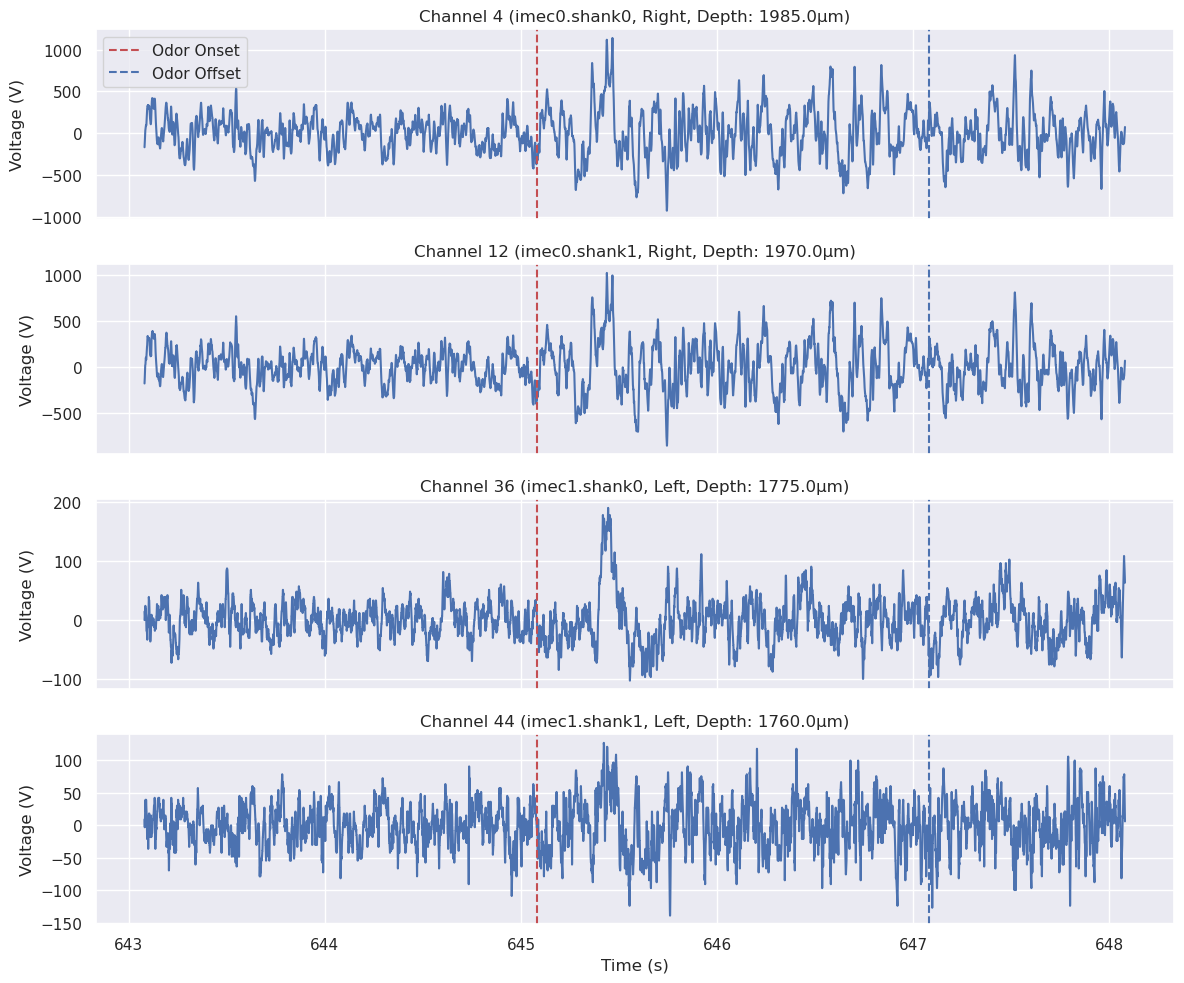 Channel 4 (imec0.shank0, Right, Depth: 1985.0µm)
Odor Onset
Odor Offset
Voltage (V)
1000
500
0
−500
−1000
Channel 12 (imec0.shank1, Right, Depth: 1970.0µm)
Voltage (V)
1000
500
0
−500
Channel 36 (imec1.shank0, Left, Depth: 1775.0µm)
Voltage (V)
200
100
0
−100
Channel 44 (imec1.shank1, Left, Depth: 1760.0µm)
Voltage (V)
100
50
0
−50
−100
−150
643 644 645 646 647 648
Time (s)